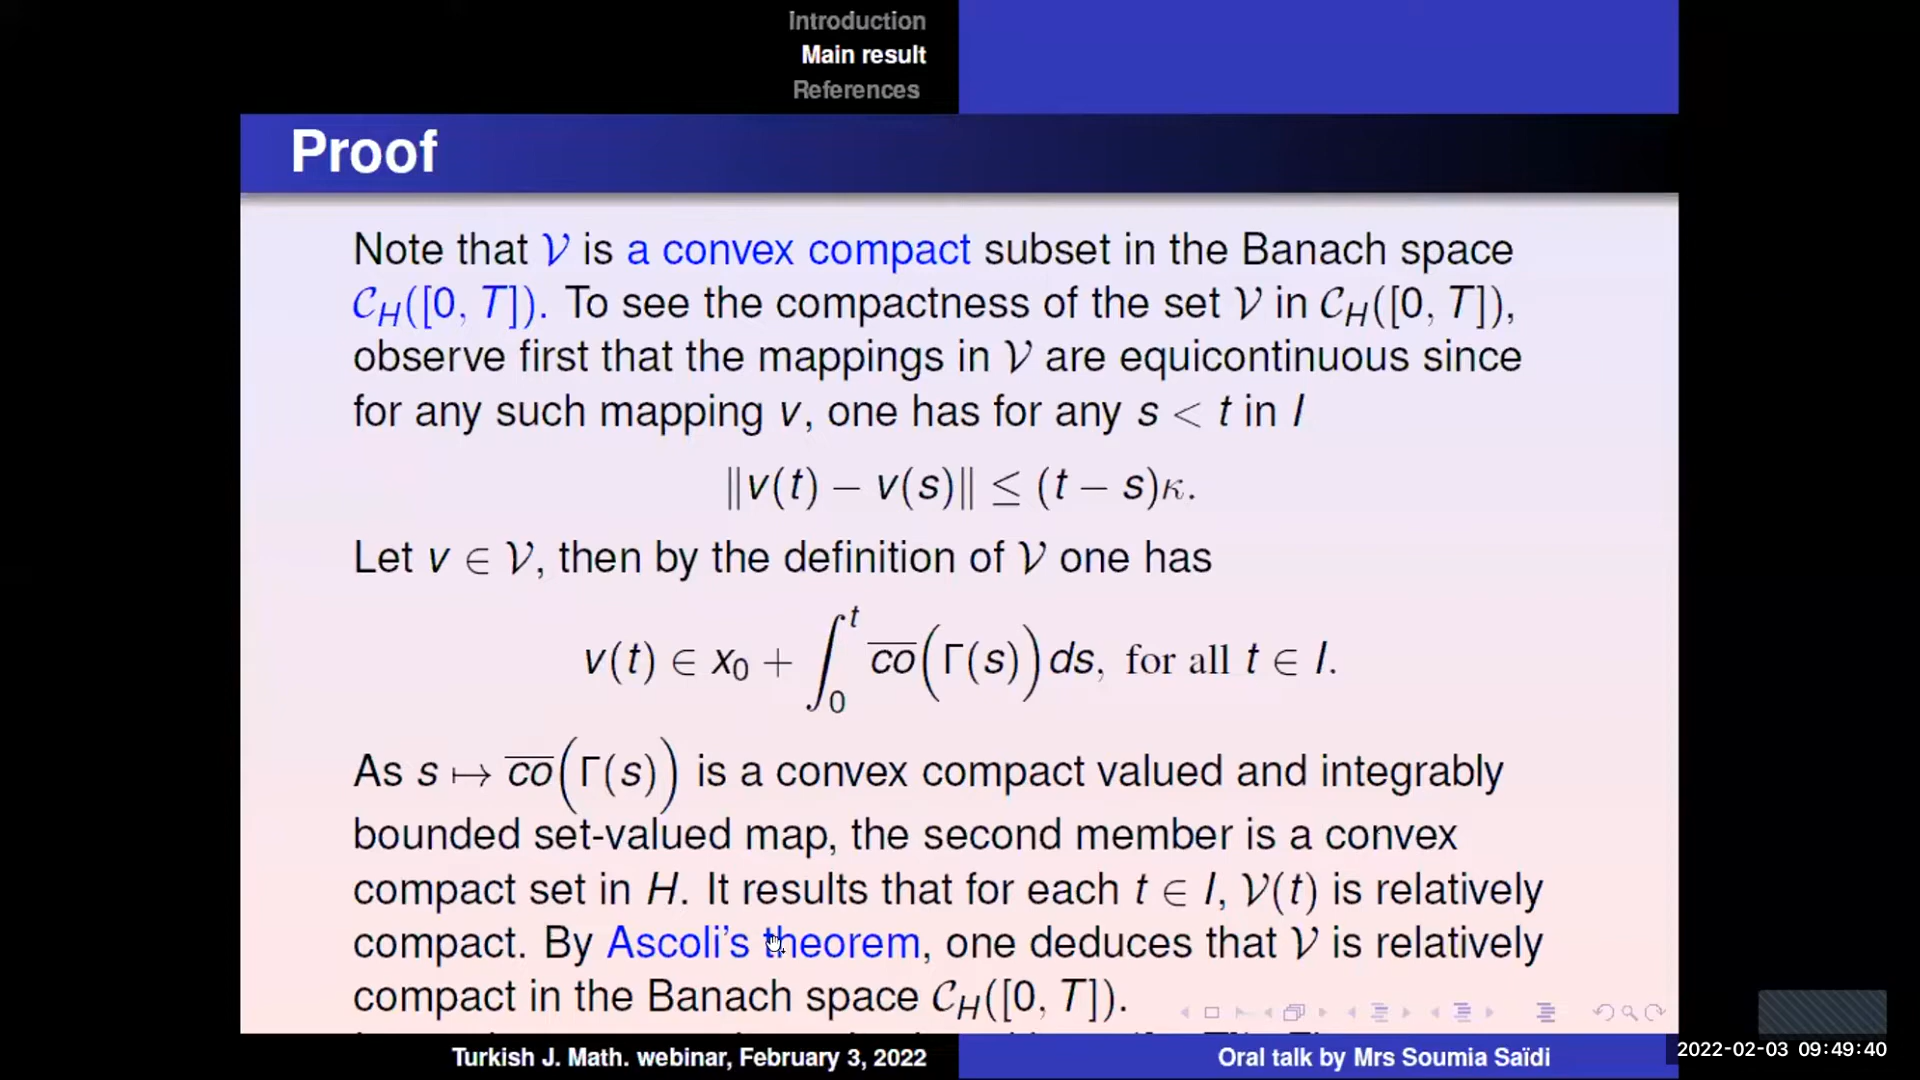 Introduction
Main result
References
Proof
Note that 𝒱 is a convex compact subset in the Banach space
𝒞_H([0, T]). To see the compactness of the set 𝒱 in 𝒞_H([0, T]),
observe first that the mappings in 𝒱 are equicontinuous since
for any such mapping v, one has for any s < t in I
‖v(t) − v(s)‖ ≤ (t − s)κ.
Let v ∈ 𝒱, then by the definition of 𝒱 one has
v(t) ∈ x₀ + ∫₀ᵗ c̅o̅(Γ(s))ds, for all t ∈ I.
As s ↦ c̅o̅(Γ(s)) is a convex compact valued and integrably
bounded set-valued map, the second member is a convex
compact set in H. It results that for each t ∈ I, 𝒱(t) is relatively
compact. By Ascoli's theorem, one deduces that 𝒱 is relatively
compact in the Banach space 𝒞_H([0, T]).
Turkish J. Math. webinar, February 3, 2022
Oral talk by Mrs Soumia Saïdi
2022-02-03 09:49:40